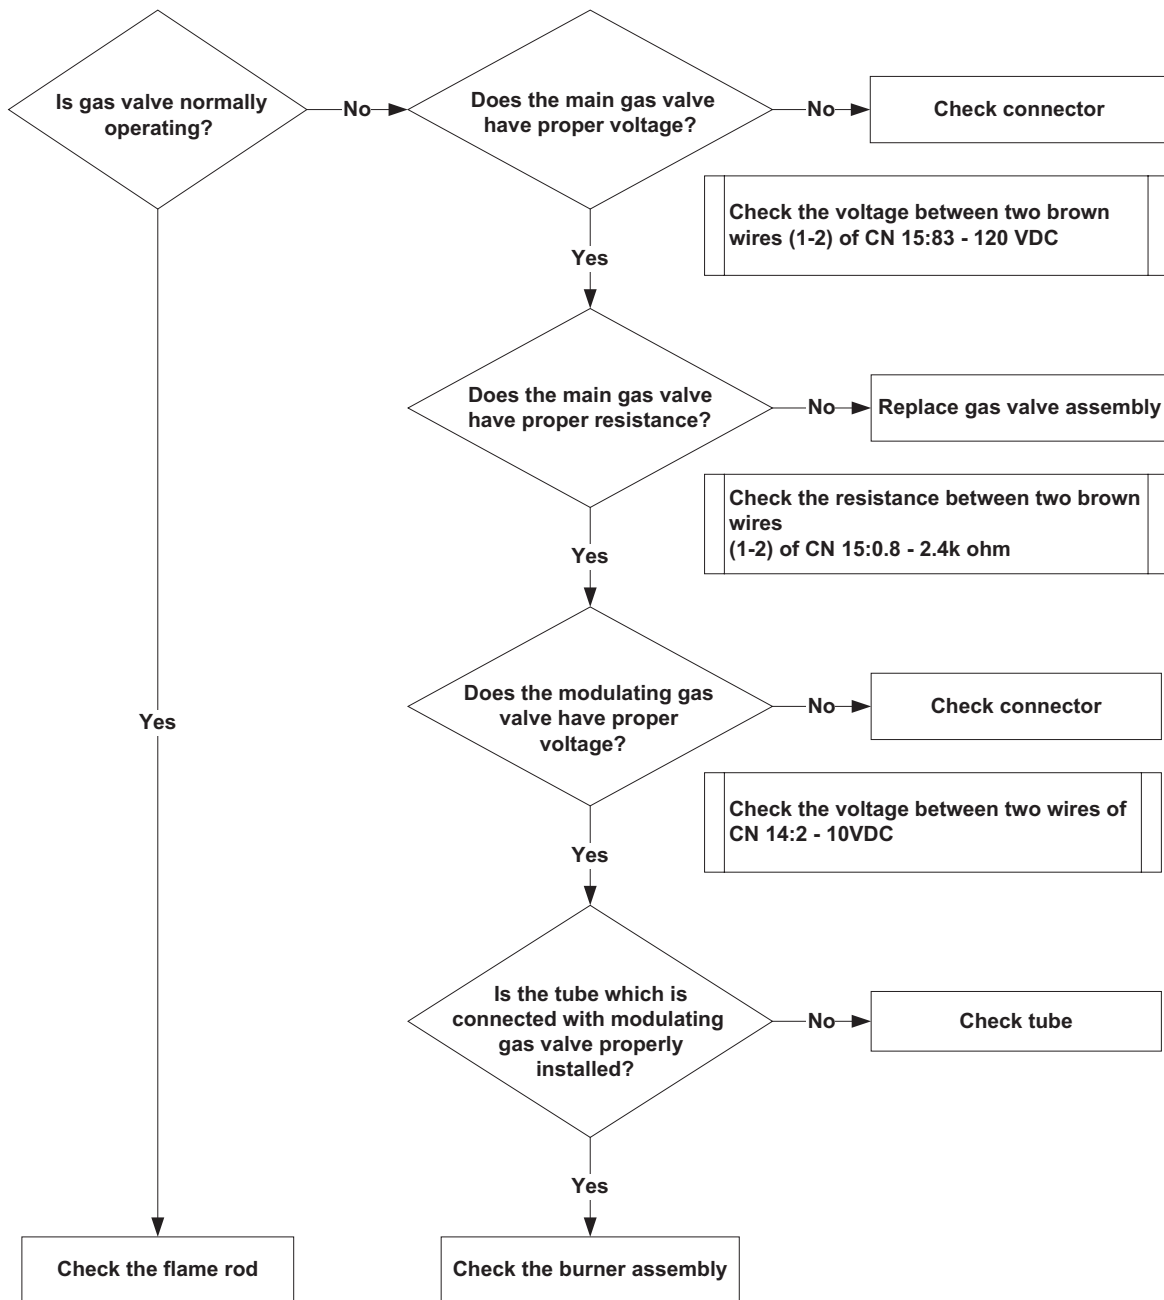 Is gas valve normally
operating?
No
Does the main gas valve
have proper voltage?
No
Check connector
Check the voltage between two brown
wires (1-2) of CN 15:83 - 120 VDC
Yes
Does the main gas valve
have proper resistance?
No
Replace gas valve assembly
Check the resistance between two brown
wires
(1-2) of CN 15:0.8 - 2.4k ohm
Yes
Does the modulating gas
valve have proper
voltage?
No
Check connector
Yes
Check the voltage between two wires of
CN 14:2 - 10VDC
Yes
Is the tube which is
connected with modulating
gas valve properly
installed?
No
Check tube
Yes
Check the flame rod
Check the burner assembly